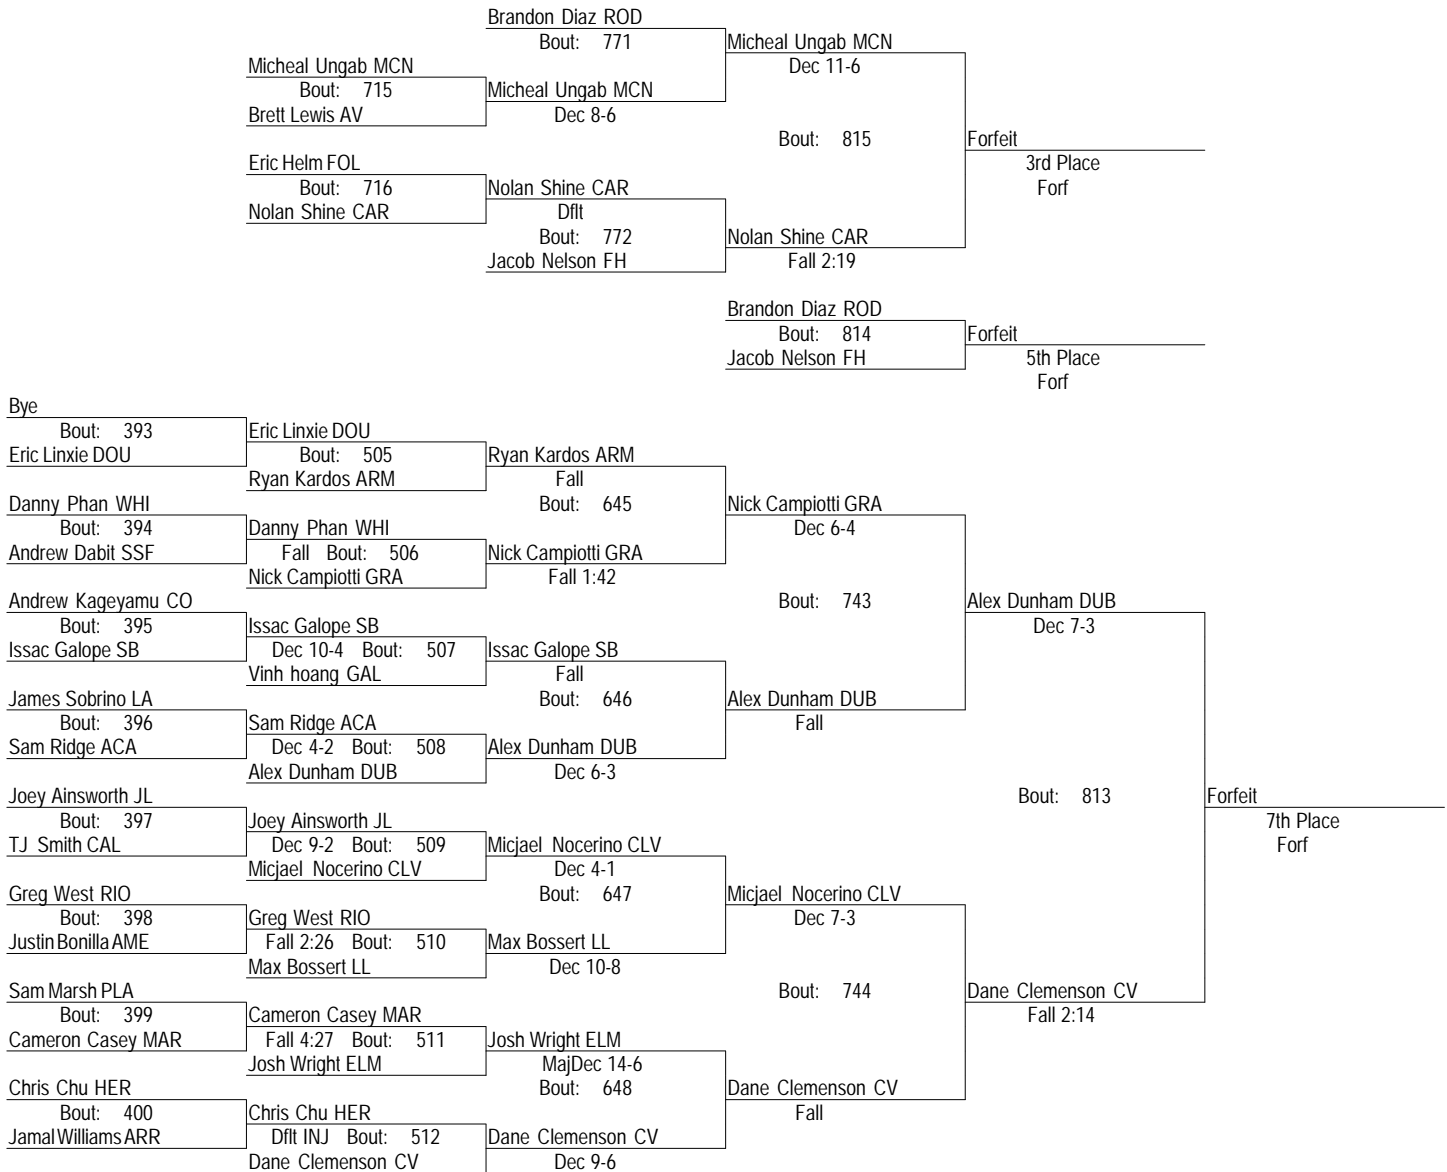 Brandon Diaz ROD
Bout: 771
Micheal Ungab MCN
Dec 11-6
Micheal Ungab MCN
Bout: 715
Micheal Ungab MCN
Brett Lewis AV
Dec 8-6
Bout: 815
Forfeit
3rd Place
Forf
Eric Helm FOL
Bout: 716
Nolan Shine CAR
Nolan Shine CAR
Dflt
Bout: 772
Nolan Shine CAR
Jacob Nelson FH
Fall 2:19
Brandon Diaz ROD
Bout: 814
Forfeit
Jacob Nelson FH
5th Place
Forf
Bye
Bout: 393
Eric Linxie DOU
Eric Linxie DOU
Bout: 505
Ryan Kardos ARM
Ryan Kardos ARM
Fall
Bout: 645
Nick Campiotti GRA
Dec 6-4
Danny Phan WHI
Bout: 394
Danny Phan WHI
Andrew Dabit SSF
Fall Bout: 506
Nick Campiotti GRA
Nick Campiotti GRA
Fall 1:42
Bout: 743
Alex Dunham DUB
Dec 7-3
Andrew Kageyamu CO
Bout: 395
Issac Galope SB
Issac Galope SB
Dec 10-4 Bout: 507
Issac Galope SB
Vinh hoang GAL
Fall
Bout: 646
Alex Dunham DUB
Fall
James Sobrino LA
Bout: 396
Sam Ridge ACA
Sam Ridge ACA
Dec 4-2 Bout: 508
Alex Dunham DUB
Alex Dunham DUB
Dec 6-3
Bout: 813
Forfeit
7th Place
Forf
Joey Ainsworth JL
Bout: 397
Joey Ainsworth JL
TJ Smith CAL
Dec 9-2 Bout: 509
Micjael Nocerino CLV
Micjael Nocerino CLV
Dec 4-1
Bout: 647
Micjael Nocerino CLV
Dec 7-3
Greg West RIO
Bout: 398
Greg West RIO
Justin Bonilla AME
Fall 2:26 Bout: 510
Max Bossert LL
Max Bossert LL
Dec 10-8
Bout: 744
Dane Clemenson CV
Fall 2:14
Sam Marsh PLA
Bout: 399
Cameron Casey MAR
Cameron Casey MAR
Fall 4:27 Bout: 511
Josh Wright ELM
Josh Wright ELM
MajDec 14-6
Bout: 648
Dane Clemenson CV
Fall
Chris Chu HER
Bout: 400
Chris Chu HER
Jamal Williams ARR
Dflt INJ Bout: 512
Dane Clemenson CV
Dane Clemenson CV
Dec 9-6